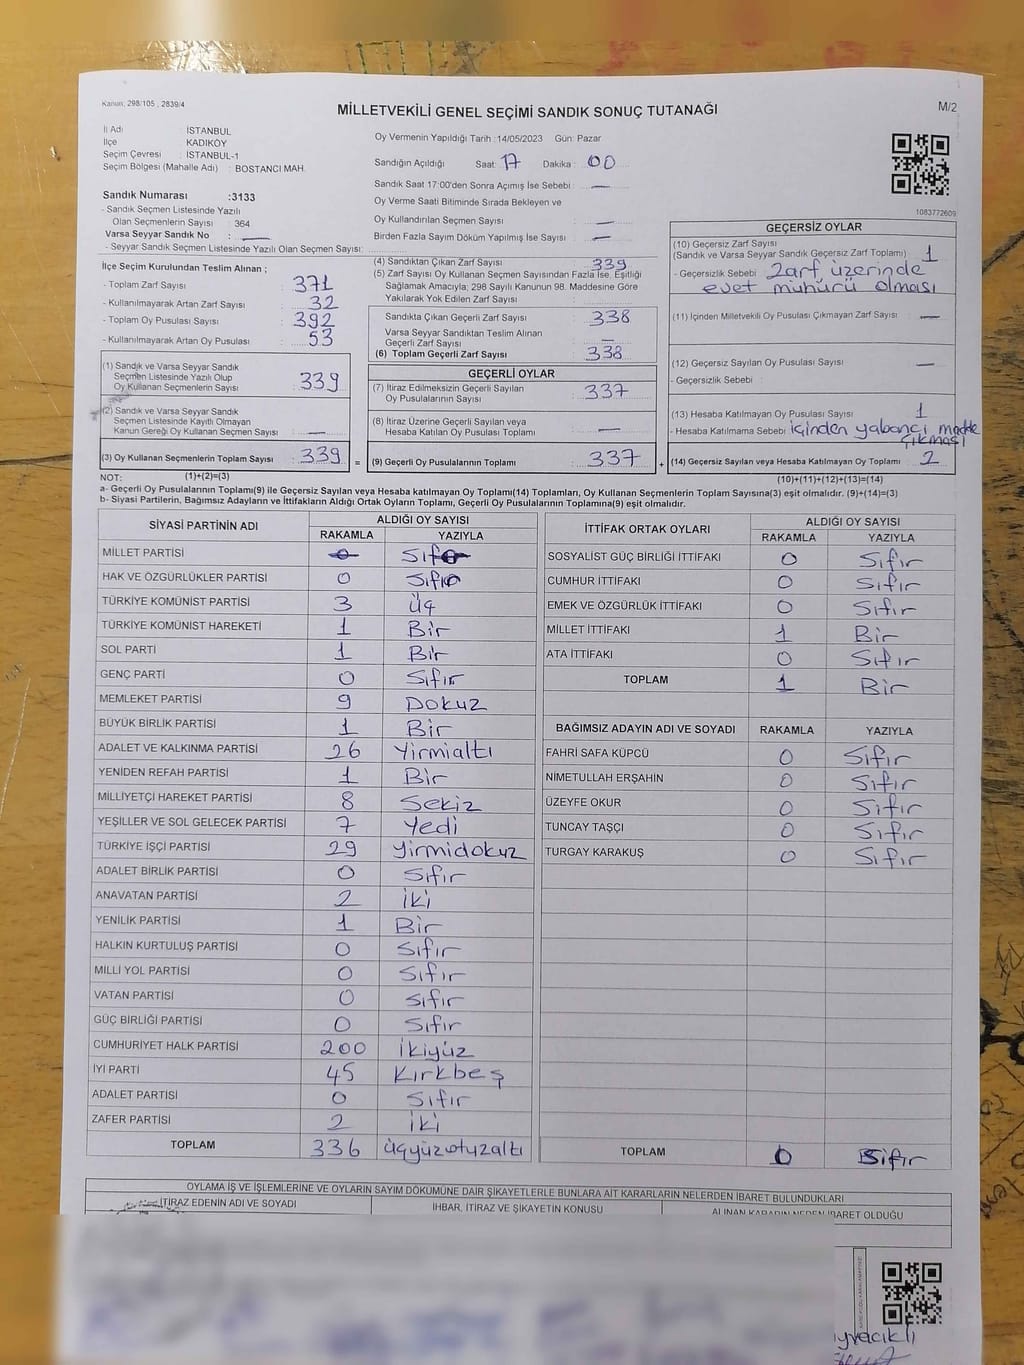 Kanun: 298/105 , 2839/4
MİLLETVEKİLİ GENEL SEÇİMİ SANDIK SONUÇ TUTANAĞI
M/2
İl Adı : İSTANBUL
İlçe : KADIKÖY
Seçim Çevresi : İSTANBUL-1
Seçim Bölgesi (Mahalle Adı) : BOSTANCI MAH.
Sandık Numarası :3133
- Sandık Seçmen Listesinde Yazılı
Olan Seçmenlerin Sayısı : 364
Varsa Seyyar Sandık No : —
- Seyyar Sandık Seçmen Listesinde Yazılı Olan Seçmen Sayısı:
Oy Vermenin Yapıldığı Tarih :14/05/2023 Gün: Pazar
Sandığın Açıldığı Saat 17 Dakika : 00
Sandık Saat 17:00'den Sonra Açımış İse Sebebi : —
Oy Verme Saati Bitiminde Sırada Bekleyen ve
Oy Kullandırılan Seçmen Sayısı : —
Birden Fazla Sayım Döküm Yapılmış İse Sayısı : —
1083772609
İlçe Seçim Kurulundan Teslim Alınan ;
- Toplam Zarf Sayısı : 371
- Kullanılmayarak Artan Zarf Sayısı : 32
- Toplam Oy Pusulası Sayısı : 392
- Kullanılmayarak Artan Oy Pusulası : 53
(1) Sandık ve Varsa Seyyar Sandık
Seçmen Listesinde Yazılı Olup
Oy Kullanan Seçmenlerin Sayısı : 339
(2) Sandık ve Varsa Seyyar Sandık
Seçmen Listesinde Kayıtlı Olmayan
Kanun Gereği Oy Kullanan Seçmen Sayısı : —
(3) Oy Kullanan Seçmenlerin Toplam Sayısı : 339 =
(1)+(2)=(3)
(4) Sandıktan Çıkan Zarf Sayısı : 339
(5) Zarf Sayısı Oy Kullanan Seçmen Sayısından Fazla İse, Eşitliği
Sağlamak Amacıyla; 298 Sayılı Kanunun 98. Maddesine Göre
Yakılarak Yok Edilen Zarf Sayısı : —
Sandıkta Çıkan Geçerli Zarf Sayısı : 338
Varsa Seyyar Sandıktan Teslim Alınan
Geçerli Zarf Sayısı : —
(6) Toplam Geçerli Zarf Sayısı : 338
GEÇERLİ OYLAR
(7) İtiraz Edilmeksizin Geçerli Sayılan
Oy Pusulalarının Sayısı : 337
(8) İtiraz Üzerine Geçerli Sayılan veya
Hesaba Katılan Oy Pusulası Toplamı : —
(9) Geçerli Oy Pusulalarının Toplamı : 337 +
GEÇERSİZ OYLAR
(10) Geçersiz Zarf Sayısı
(Sandık ve Varsa Seyyar Sandık Geçersiz Zarf Toplamı) : 1
- Geçersizlik Sebebi : Zarf üzerinde
evet mühürü olması
(11) İçinden Milletvekili Oy Pusulası Çıkmayan Zarf Sayısı : —
(12) Geçersiz Sayılan Oy Pusulası Sayısı : —
- Geçersizlik Sebebi :
(13) Hesaba Katılmayan Oy Pusulası Sayısı : 1
- Hesaba Katılmama Sebebi : içinden yabancı madde
çıkması
(14) Geçersiz Sayılan veya Hesaba Katılmayan Oy Toplamı : 2
(10)+(11)+(12)+(13)=(14)
NOT:
a- Geçerli Oy Pusulalarının Toplamı(9) ile Geçersiz Sayılan veya Hesaba katılmayan Oy Toplamı(14) Toplamları, Oy Kullanan Seçmenlerin Toplam Sayısına(3) eşit olmalıdır. (9)+(14)=(3)
b- Siyasi Partilerin, Bağımsız Adayların ve İttifakların Aldığı Ortak Oyların Toplamı, Geçerli Oy Pusulalarının Toplamına(9) eşit olmalıdır.
SİYASİ PARTİNİN ADI ALDIĞI OY SAYISI
RAKAMLA YAZIYLA
MİLLET PARTİSİ 0 Sıfır
HAK VE ÖZGÜRLÜKLER PARTİSİ 0 Sıfır
TÜRKİYE KOMÜNİST PARTİSİ 3 Üç
TÜRKİYE KOMÜNİST HAREKETİ 1 Bir
SOL PARTİ 1 Bir
GENÇ PARTİ 0 Sıfır
MEMLEKET PARTİSİ 9 Dokuz
BÜYÜK BİRLİK PARTİSİ 1 Bir
ADALET VE KALKINMA PARTİSİ 26 Yirmialtı
YENİDEN REFAH PARTİSİ 1 Bir
MİLLİYETÇİ HAREKET PARTİSİ 8 Sekiz
YEŞİLLER VE SOL GELECEK PARTİSİ 7 Yedi
TÜRKİYE İŞÇİ PARTİSİ 29 yirmidokuz
ADALET BİRLİK PARTİSİ 0 Sıfır
ANAVATAN PARTİSİ 2 iki
YENİLİK PARTİSİ 1 Bir
HALKIN KURTULUŞ PARTİSİ 0 Sıfır
MİLLİ YOL PARTİSİ 0 Sıfır
VATAN PARTİSİ 0 Sıfır
GÜÇ BİRLİĞİ PARTİSİ 0 Sıfır
CUMHURİYET HALK PARTİSİ 200 İkiyüz
İYİ PARTİ 45 Kırkbeş
ADALET PARTİSİ 0 Sıfır
ZAFER PARTİSİ 2 iki
TOPLAM 336 üçyüzotuzaltı
İTTİFAK ORTAK OYLARI ALDIĞI OY SAYISI
RAKAMLA YAZIYLA
SOSYALİST GÜÇ BİRLİĞİ İTTİFAKI 0 Sıfır
CUMHUR İTTİFAKI 0 Sıfır
EMEK VE ÖZGÜRLÜK İTTİFAKI 0 Sıfır
MİLLET İTTİFAKI 1 Bir
ATA İTTİFAKI 0 Sıfır
TOPLAM 1 Bir
BAĞIMSIZ ADAYIN ADI VE SOYADI RAKAMLA YAZIYLA
FAHRİ SAFA KÜPCÜ 0 Sıfır
NİMETULLAH ERŞAHİN 0 Sıfır
ÜZEYFE OKUR 0 Sıfır
TUNCAY TAŞÇI 0 Sıfır
TURGAY KARAKUŞ 0 Sıfır
TOPLAM 0 Sıfır
OYLAMA İŞ VE İŞLEMLERİNE VE OYLARIN SAYIM DÖKÜMÜNE DAİR ŞİKAYETLERLE BUNLARA AİT KARARLARIN NELERDEN İBARET BULUNDUKLARI
İTİRAZ EDENİN ADI VE SOYADI İHBAR, İTİRAZ VE ŞİKAYETİN KONUSU ALINAN KARARIN NEDEN İBARET OLDUĞU